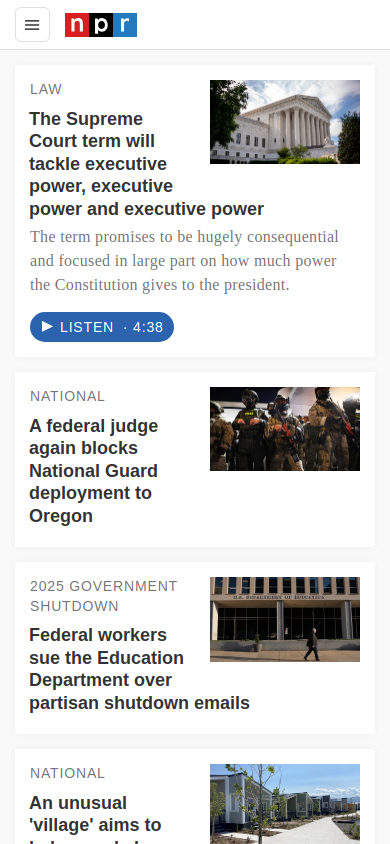 npr
LAW
The Supreme
Court term will
tackle executive
power, executive
power and executive power
The term promises to be hugely consequential
and focused in large part on how much power
the Constitution gives to the president.
LISTEN · 4:38
NATIONAL
A federal judge
again blocks
National Guard
deployment to
Oregon
2025 GOVERNMENT
SHUTDOWN
Federal workers
sue the Education
Department over
partisan shutdown emails
NATIONAL
An unusual
'village' aims to